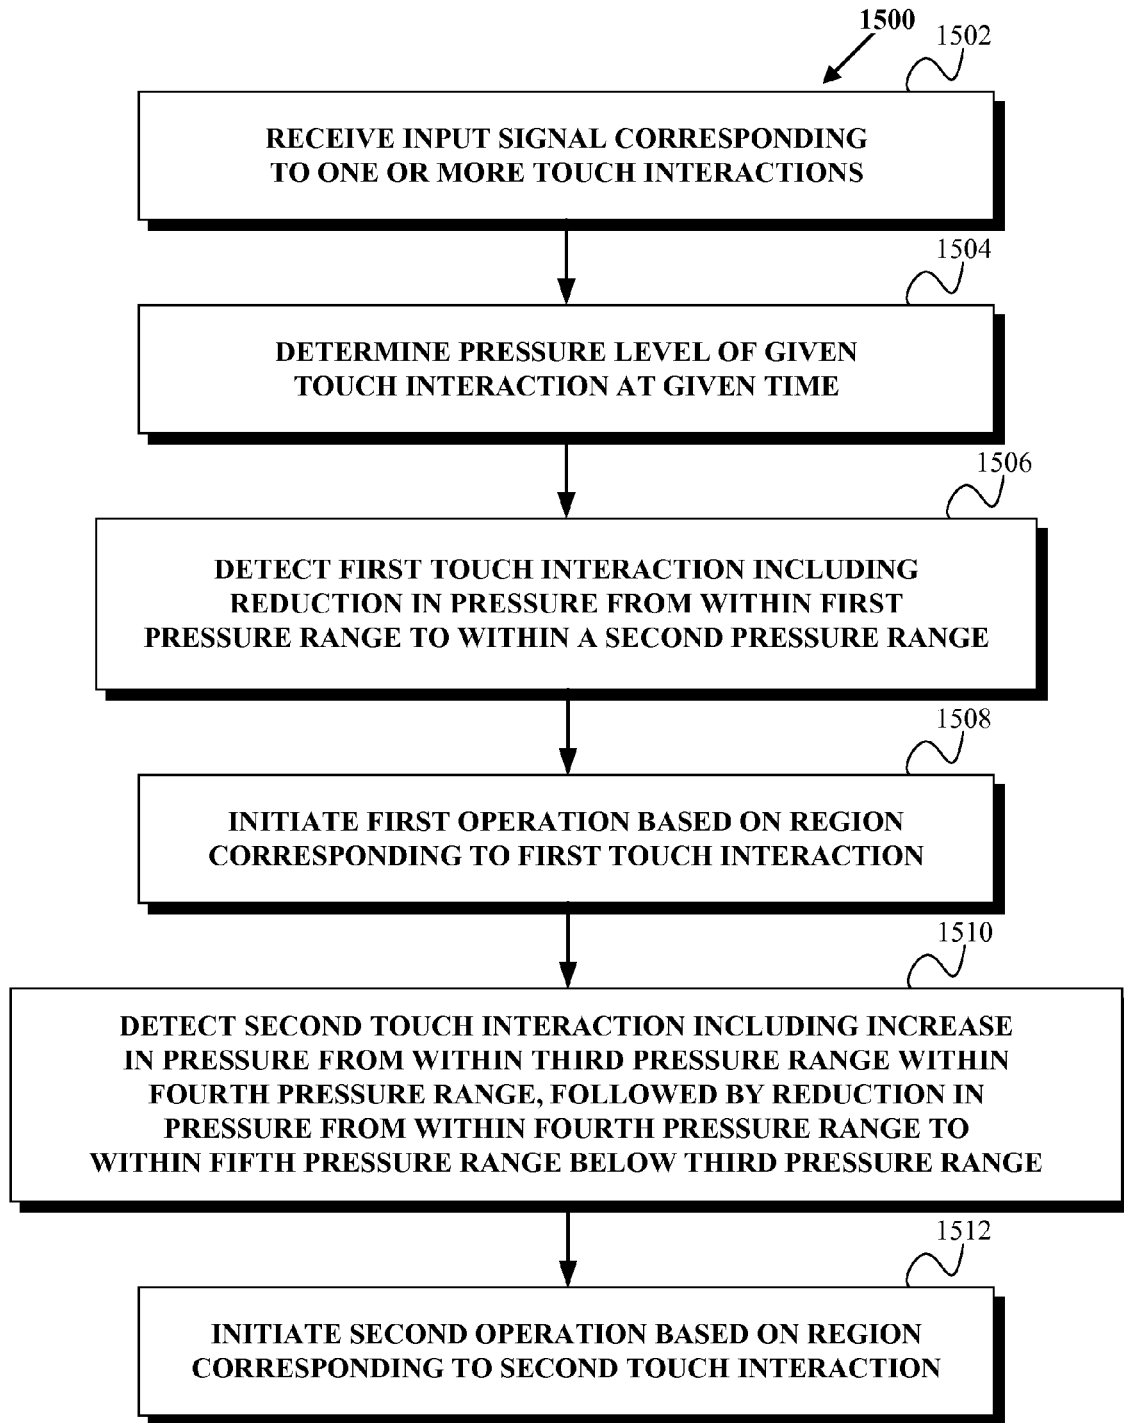 1500
1502
RECEIVE INPUT SIGNAL CORRESPONDING
TO ONE OR MORE TOUCH INTERACTIONS
1504
DETERMINE PRESSURE LEVEL OF GIVEN
TOUCH INTERACTION AT GIVEN TIME
1506
DETECT FIRST TOUCH INTERACTION INCLUDING
REDUCTION IN PRESSURE FROM WITHIN FIRST
PRESSURE RANGE TO WITHIN A SECOND PRESSURE RANGE
1508
INITIATE FIRST OPERATION BASED ON REGION
CORRESPONDING TO FIRST TOUCH INTERACTION
1510
DETECT SECOND TOUCH INTERACTION INCLUDING INCREASE
IN PRESSURE FROM WITHIN THIRD PRESSURE RANGE WITHIN
FOURTH PRESSURE RANGE, FOLLOWED BY REDUCTION IN
PRESSURE FROM WITHIN FOURTH PRESSURE RANGE TO
WITHIN FIFTH PRESSURE RANGE BELOW THIRD PRESSURE RANGE
1512
INITIATE SECOND OPERATION BASED ON REGION
CORRESPONDING TO SECOND TOUCH INTERACTION